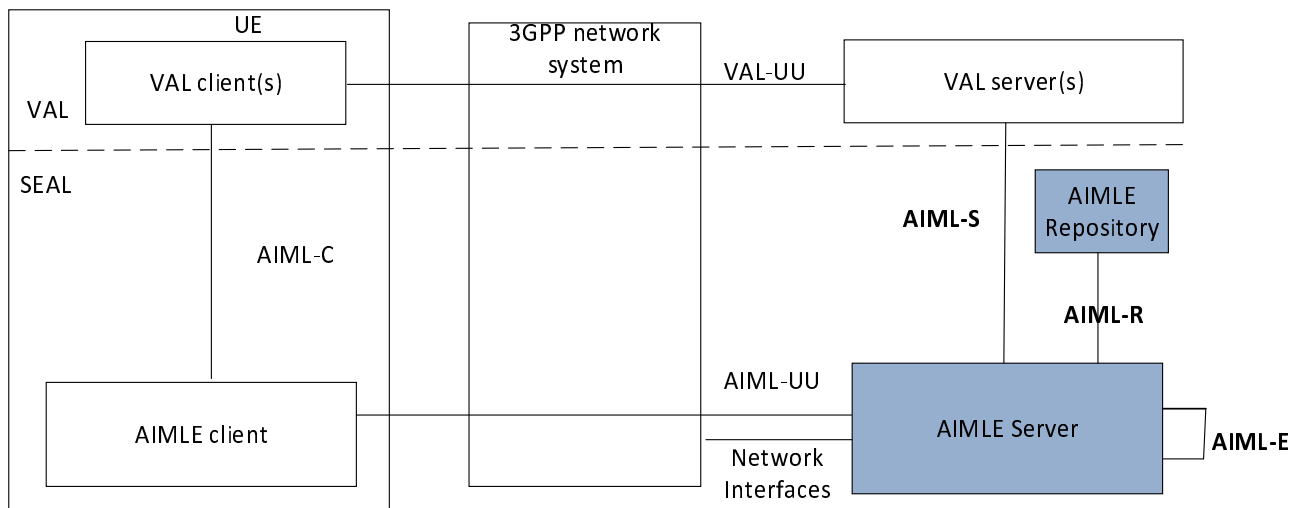 UE
3GPP network
system
VAL client(s)
VAL-UU
VAL server(s)
VAL
SEAL
AIMLE
Repository
AIML-S
AIML-C
AIML-R
AIML-UU
AIMLE client
AIMLE Server
AIML-E
Network
Interfaces